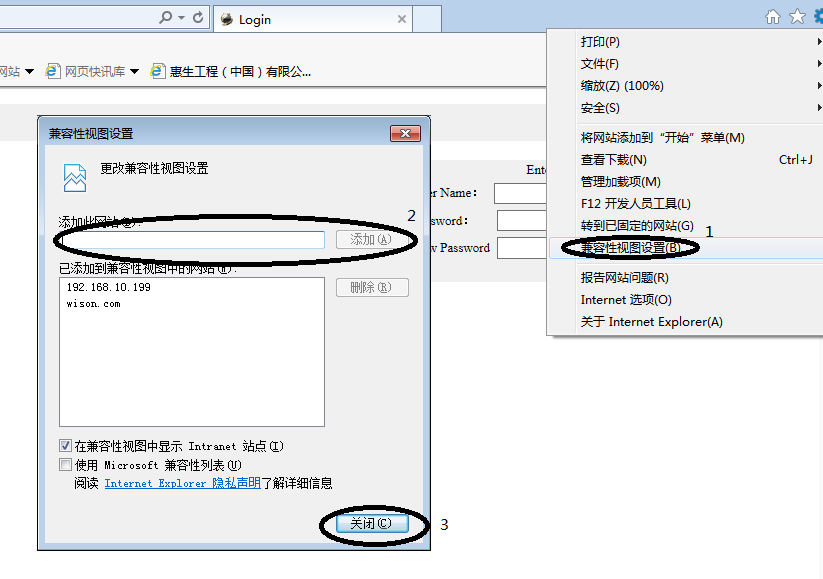 Login
网站
网页快讯库
惠生工程（中国）有限公...
打印(P)
文件(F)
缩放(Z) (100%)
安全(S)
将网站添加到“开始”菜单(M)
查看下载(N) Ctrl+J
管理加载项(M)
F12 开发人员工具(L)
转到已固定的网站(G)
1
兼容性视图设置(B)
报告网站问题(R)
Internet 选项(O)
关于 Internet Explorer(A)
兼容性视图设置
更改兼容性视图设置
2
添加此网站(D):
添加(A)
已添加到兼容性视图中的网站(W):
192.168.10.199
wison.com
删除(R)
在兼容性视图中显示 Intranet 站点(I)
使用 Microsoft 兼容性列表(U)
阅读 Internet Explorer 隐私声明了解详细信息
关闭(C)
3
Ente
er Name:
sword:
v Password